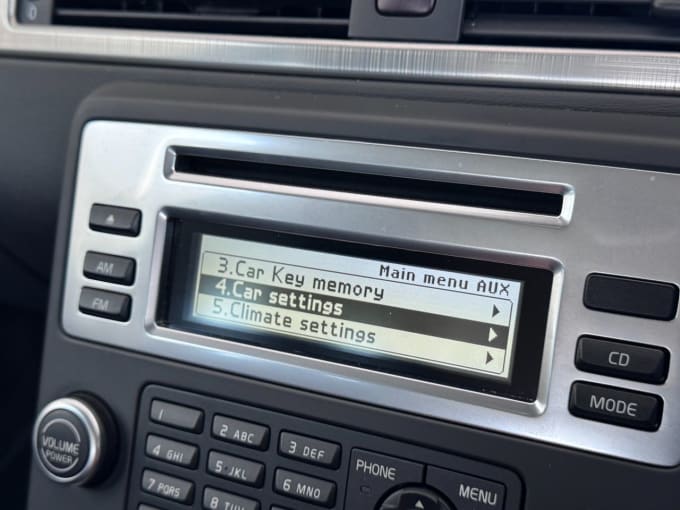 0
Main menu AUX
3.Car Key memory
4.Car settings
5.Climate settings
AM
FM
CD
MODE
VOLUME
POWER
1
2 ABC
3 DEF
4 GHI
5 JKL
6 MNO
7 PQRS
8 TUV
PHONE
MENU